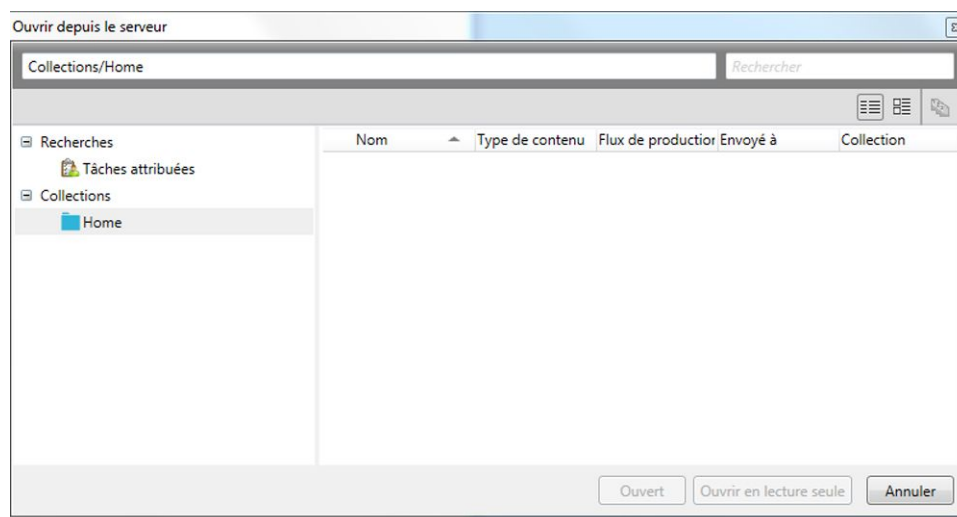 Ouvrir depuis le serveur
Collections/Home Rechercher
Recherches
Tâches attribuées
Collections
Home
Nom Type de contenu Flux de production Envoyé à Collection
Ouvert Ouvrir en lecture seule Annuler